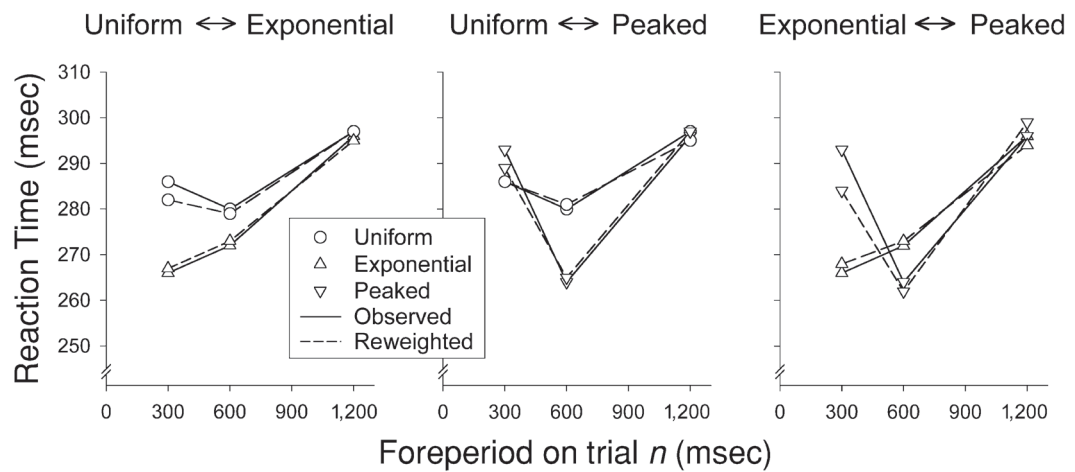 Uniform ↔ Exponential
Uniform ↔ Peaked
Exponential ↔ Peaked
Reaction Time (msec)
310
300
290
280
270
260
250
Uniform
Exponential
Peaked
Observed
Reweighted
0 300 600 900 1,200
0 300 600 900 1,200
0 300 600 900 1,200
Foreperiod on trial n (msec)